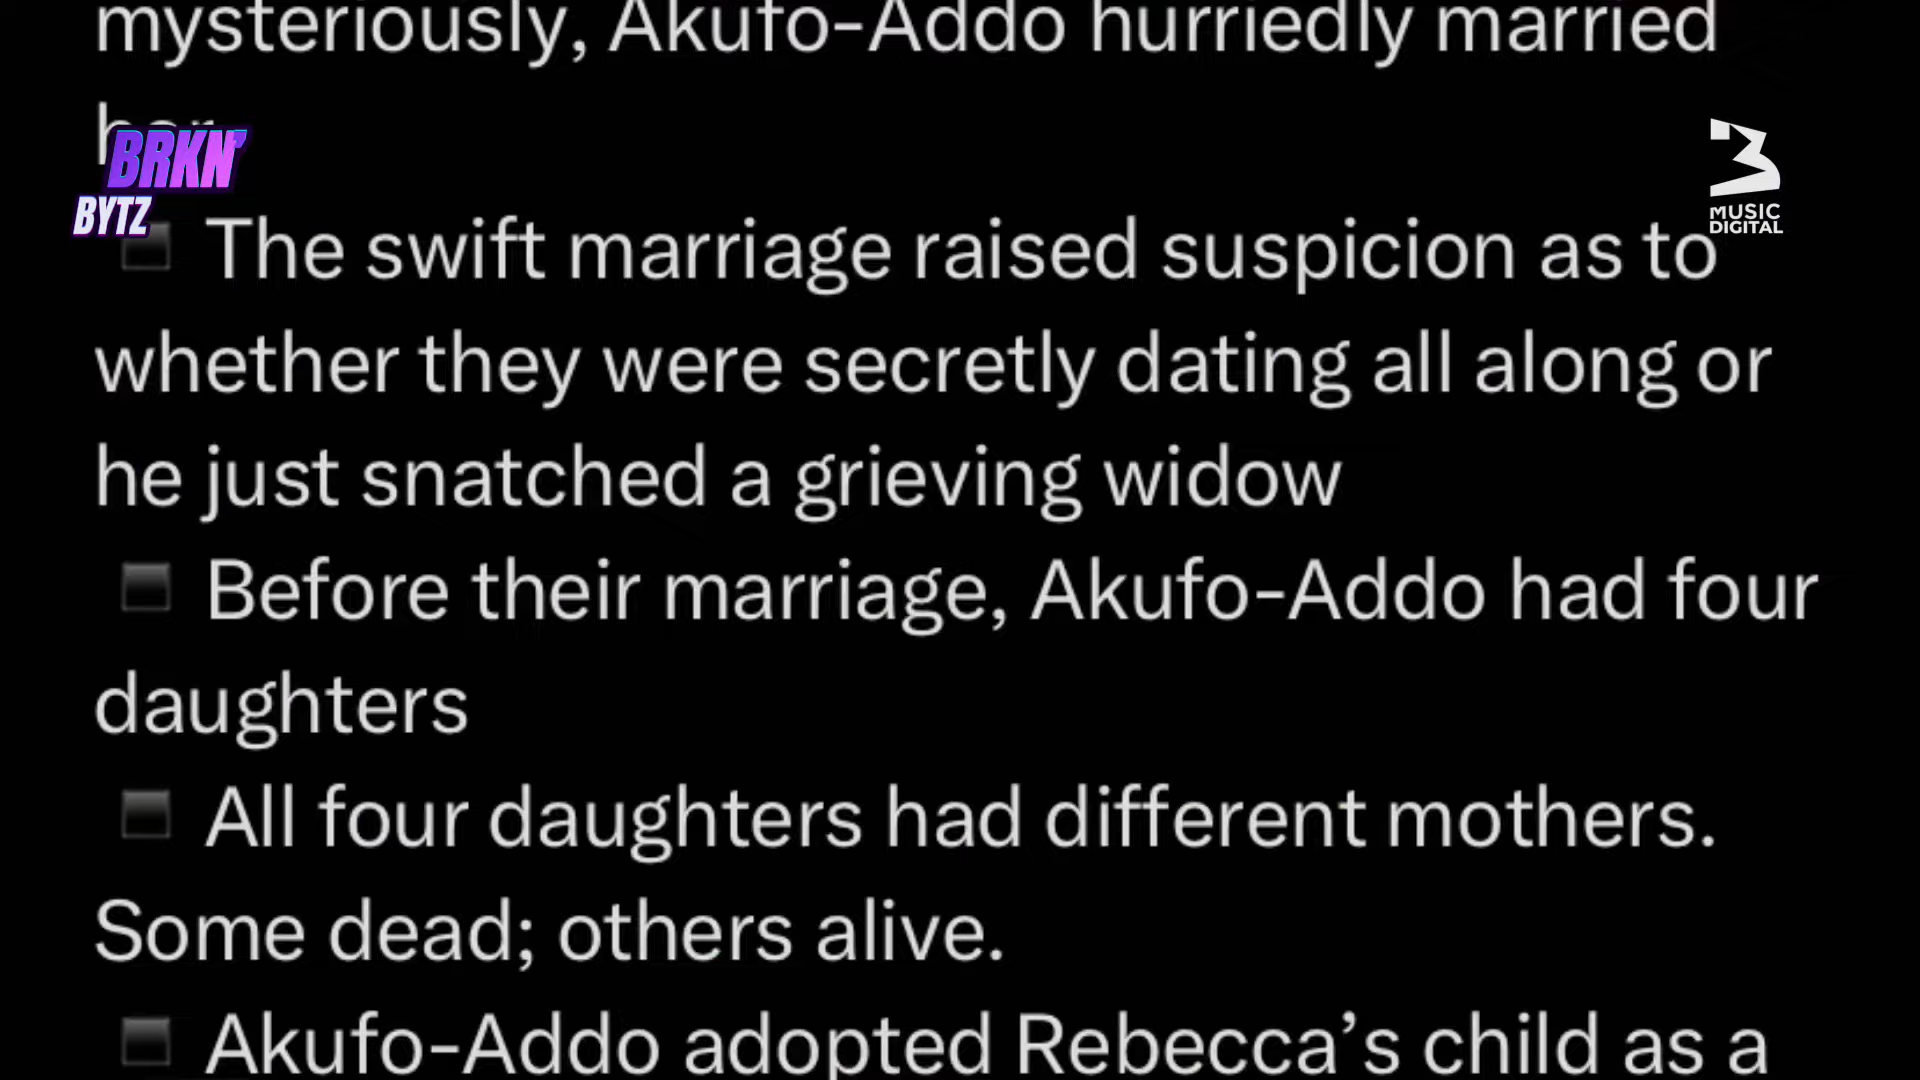 mysteriously, Akufo-Addo hurriedly married
her
BRKN'
BYTZ
MUSIC
DIGITAL
The swift marriage raised suspicion as to
whether they were secretly dating all along or
he just snatched a grieving widow
Before their marriage, Akufo-Addo had four
daughters
All four daughters had different mothers.
Some dead; others alive.
Akufo-Addo adopted Rebecca’s child as a